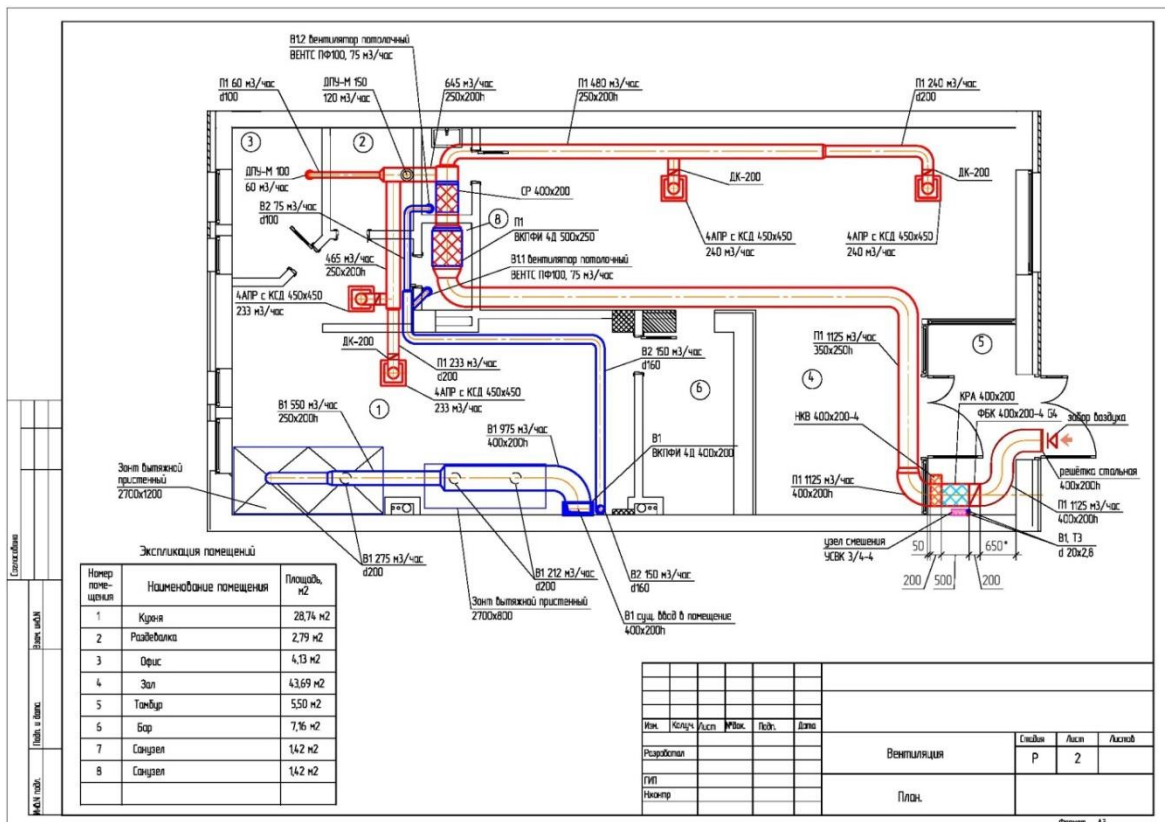 В1.2 вентилятор потолочный
ВЕНТС ПФ100, 75 м3/час
П1 60 м3/час
d100
ДПУ-М 150
120 м3/час
645 м3/час
250х200h
П1 480 м3/час
250х200h
П1 240 м3/час
d200
3
2
ДПУ-М 100
60 м3/час
В2 75 м3/час
d100
СР 400х200
8
П1
ВКПФИ 4Д 500х250
ДК-200
ДК-200
4АПР с КСД 450х450
240 м3/час
4АПР с КСД 450х450
240 м3/час
465 м3/час
250х200h
В1.1 вентилятор потолочный
ВЕНТС ПФ100, 75 м3/час
4АПР с КСД 450х450
233 м3/час
ДК-200
П1 233 м3/час
d200
4АПР с КСД 450х450
233 м3/час
1
П1 1125 м3/час
350х250h
5
В2 150 м3/час
d160
6
4
КРА 400х200
ФБК 400х200-4 G4
НКВ 400х200-4
забор воздуха
В1 550 м3/час
250х200h
В1 975 м3/час
400х200h
В1
ВКПФИ 4Д 400х200
Зонт вытяжной
пристенный
2700х1200
решётка стальная
400х200h
П1 1125 м3/час
400х200h
П1 1125 м3/час
400х200h
узел смешения
УСВК 3/4-4
50
650*
200
500
200
В1, Т3
d 20х2,8
В1 275 м3/час
d200
В1 212 м3/час
d200
В2 150 м3/час
d160
Зонт вытяжной пристенный
2700х800
В1 сущ. ввод в помещение
400х200h
Экспликация помещений
Номер помещения Наименование помещения Площадь, м2
1 Кухня 28,74 м2
2 Раздевалка 2,79 м2
3 Офис 4,13 м2
4 Зал 43,69 м2
5 Тамбур 5,50 м2
6 Бар 7,16 м2
7 Санузел 1,42 м2
8 Санузел 1,42 м2
Согласовано
Взам. инв.N
Подп. и дата
Инв.N подл.
Изм. Кол.уч. Лист №Док. Подп. Дата
Разработал
ГИП
Н.контр
Вентиляция
Стадия Лист Листов
Р 2
План.
Формат А3